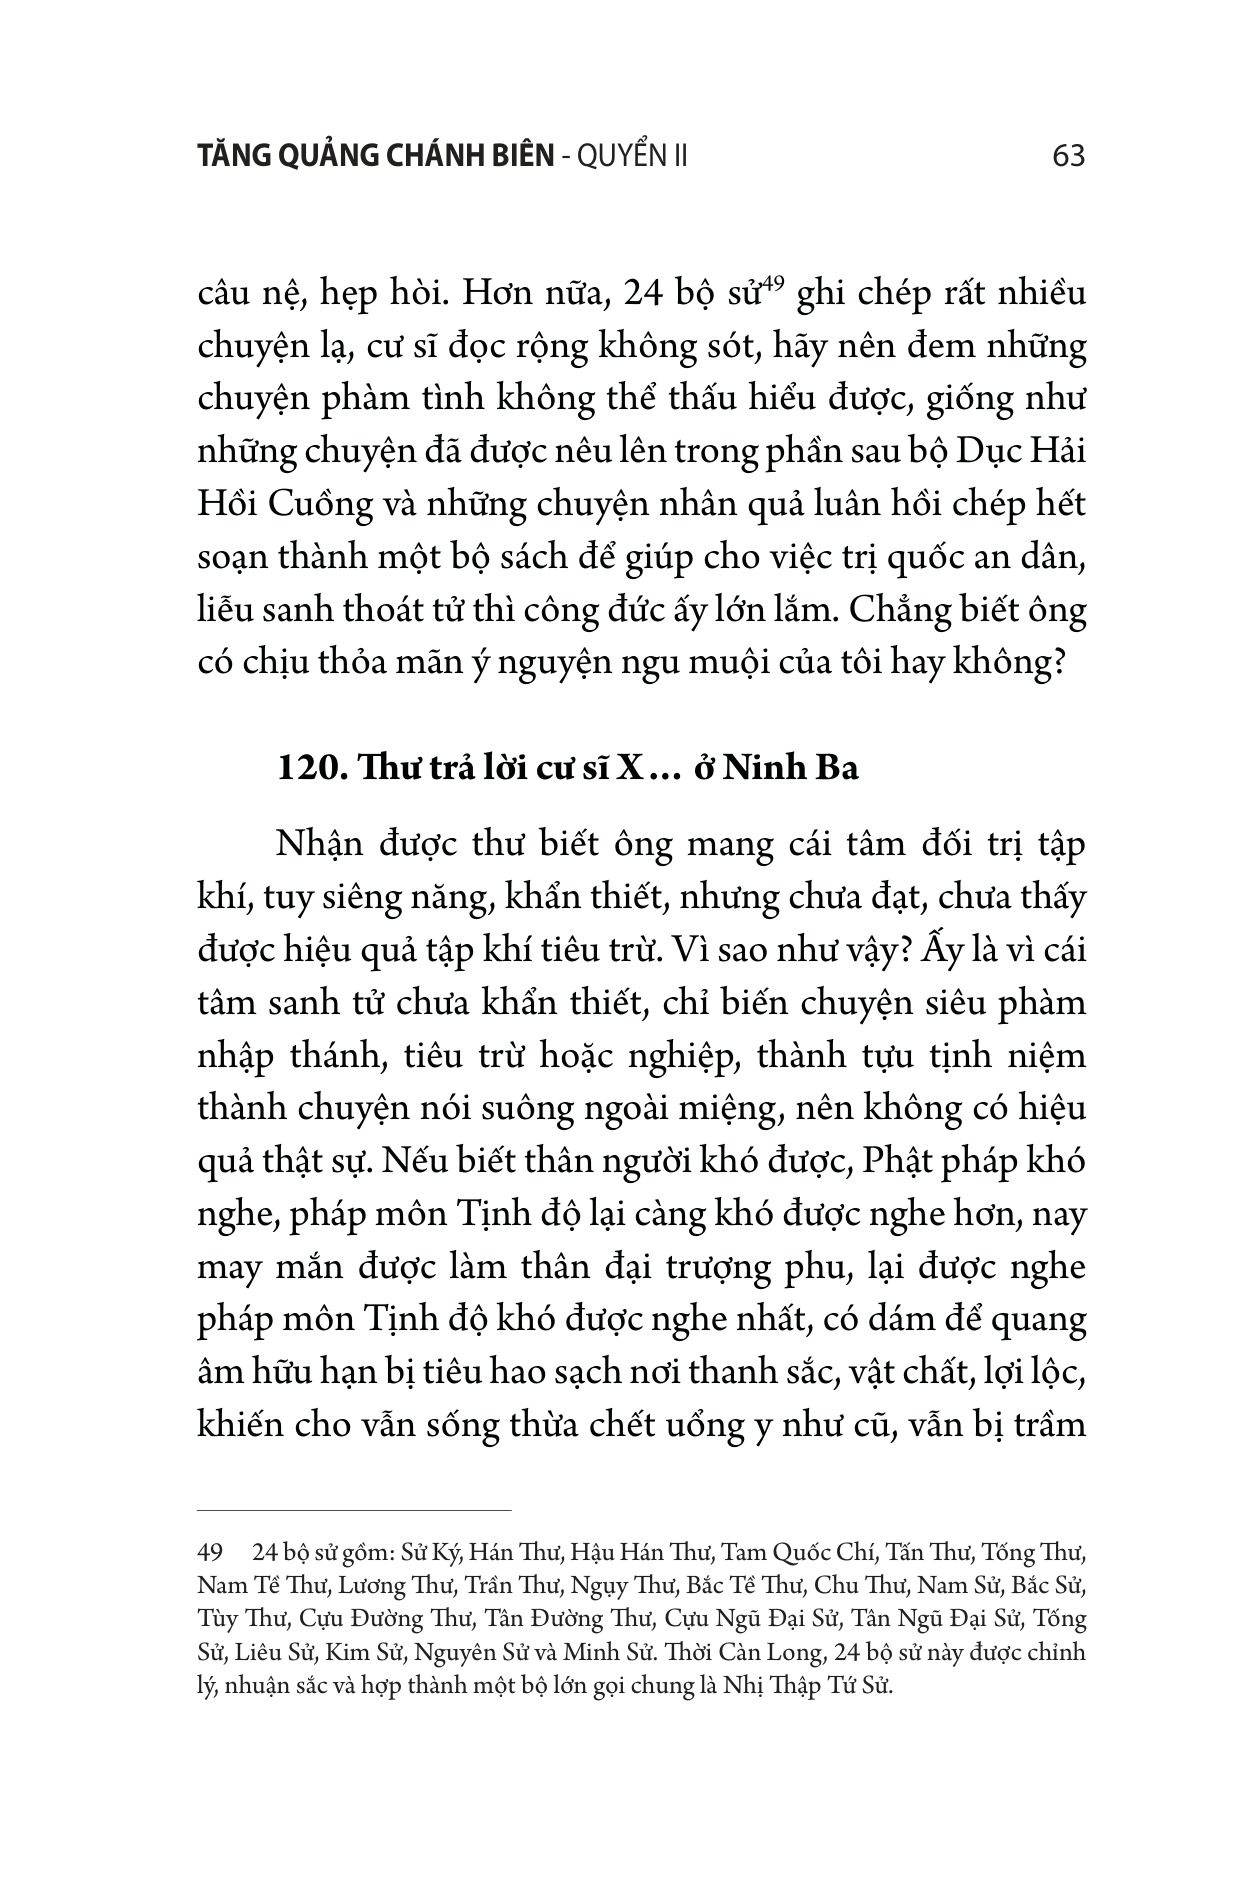 TĂNG QUẢNG CHÁNH BIÊN - QUYỂN II 63
câu nệ, hẹp hòi. Hơn nữa, 24 bộ sử49 ghi chép rất nhiều
chuyện lạ, cư sĩ đọc rộng không sót, hãy nên đem những
chuyện phàm tình không thể thấu hiểu được, giống như
những chuyện đã được nêu lên trong phần sau bộ Dục Hải
Hồi Cuồng và những chuyện nhân quả luân hồi chép hết
soạn thành một bộ sách để giúp cho việc trị quốc an dân,
liễu sanh thoát tử thì công đức ấy lớn lắm. Chẳng biết ông
có chịu thỏa mãn ý nguyện ngu muội của tôi hay không?
120. Thư trả lời cư sĩ X... ở Ninh Ba
Nhận được thư biết ông mang cái tâm đối trị tập
khí, tuy siêng năng, khẩn thiết, nhưng chưa đạt, chưa thấy
được hiệu quả tập khí tiêu trừ. Vì sao như vậy? Ấy là vì cái
tâm sanh tử chưa khẩn thiết, chỉ biến chuyện siêu phàm
nhập thánh, tiêu trừ hoặc nghiệp, thành tựu tịnh niệm
thành chuyện nói suông ngoài miệng, nên không có hiệu
quả thật sự. Nếu biết thân người khó được, Phật pháp khó
nghe, pháp môn Tịnh độ lại càng khó được nghe hơn, nay
may mắn được làm thân đại trượng phu, lại được nghe
pháp môn Tịnh độ khó được nghe nhất, có dám để quang
âm hữu hạn bị tiêu hao sạch nơi thanh sắc, vật chất, lợi lộc,
khiến cho vẫn sống thừa chết uổng y như cũ, vẫn bị trầm
49 24 bộ sử gồm: Sử Ký, Hán Thư, Hậu Hán Thư, Tam Quốc Chí, Tấn Thư, Tống Thư,
Nam Tề Thư, Lương Thư, Trần Thư, Ngụy Thư, Bắc Tề Thư, Chu Thư, Nam Sử, Bắc Sử,
Tùy Thư, Cựu Đường Thư, Tân Đường Thư, Cựu Ngũ Đại Sử, Tân Ngũ Đại Sử, Tống
Sử, Liêu Sử, Kim Sử, Nguyên Sử và Minh Sử. Thời Càn Long, 24 bộ sử này được chỉnh
lý, nhuận sắc và hợp thành một bộ lớn gọi chung là Nhị Thập Tứ Sử.